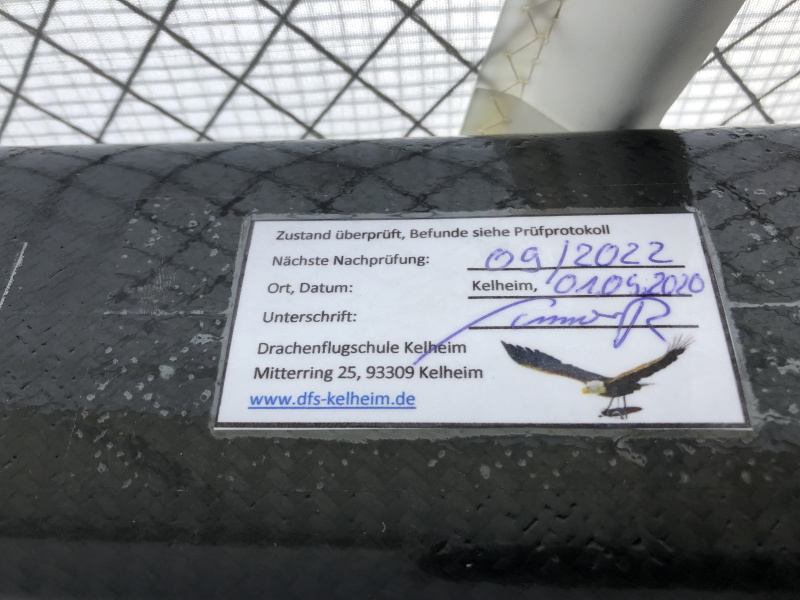 Zustand überprüft, Befunde siehe Prüfprotokoll
Nächste Nachprüfung: 09/2022
Ort, Datum: Kelheim, 01.09.2020
Unterschrift:
Drachenflugschule Kelheim
Mitterring 25, 93309 Kelheim
www.dfs-kelheim.de